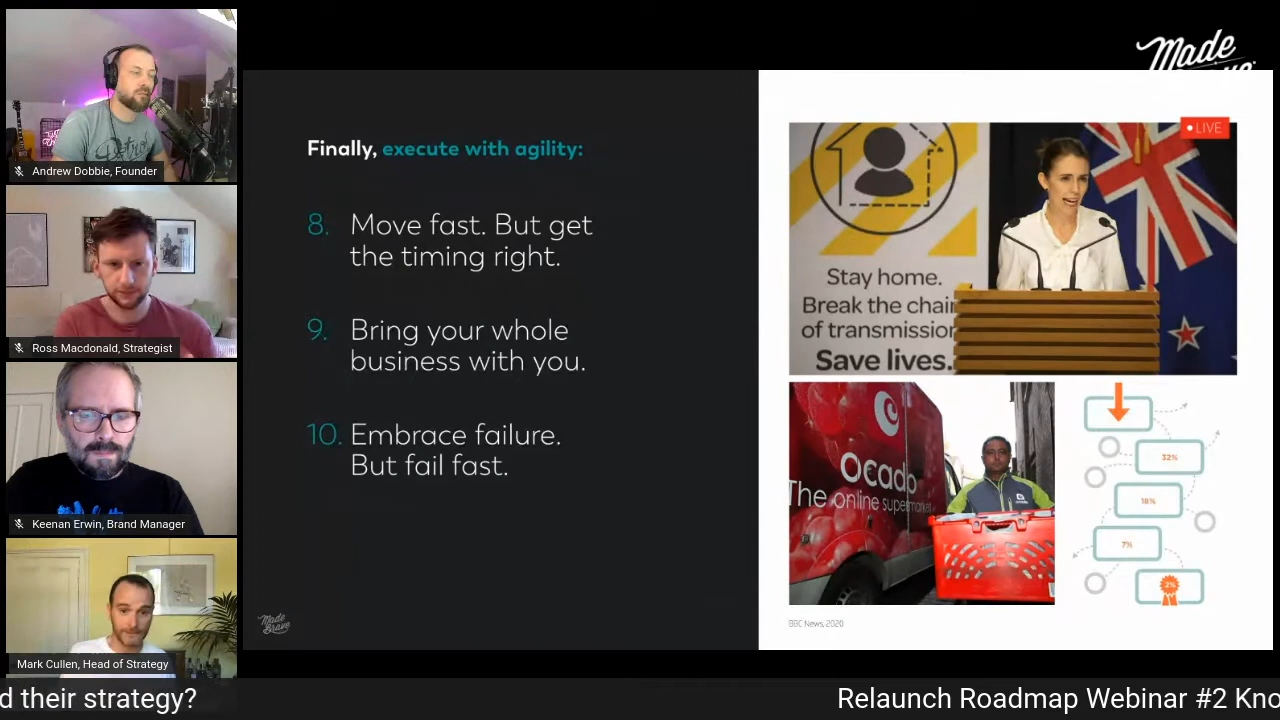 Made
Brave
Andrew Dobbie, Founder
Ross Macdonald, Strategist
Keenan Erwin, Brand Manager
Mark Cullen, Head of Strategy
Finally, execute with agility:
8. Move fast. But get
the timing right.
9. Bring your whole
business with you.
10. Embrace failure.
But fail fast.
Made
Brave
LIVE
Stay home.
Break the chain
of transmission
Save lives.
Ocado
The online supermarket
32%
18%
7%
2%
BBC News, 2020
d their strategy?
Relaunch Roadmap Webinar #2 Kno